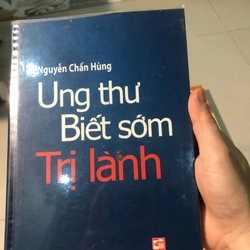 Nguyễn Chấn Hùng
Ung thư
Biết sớm
Trị lành